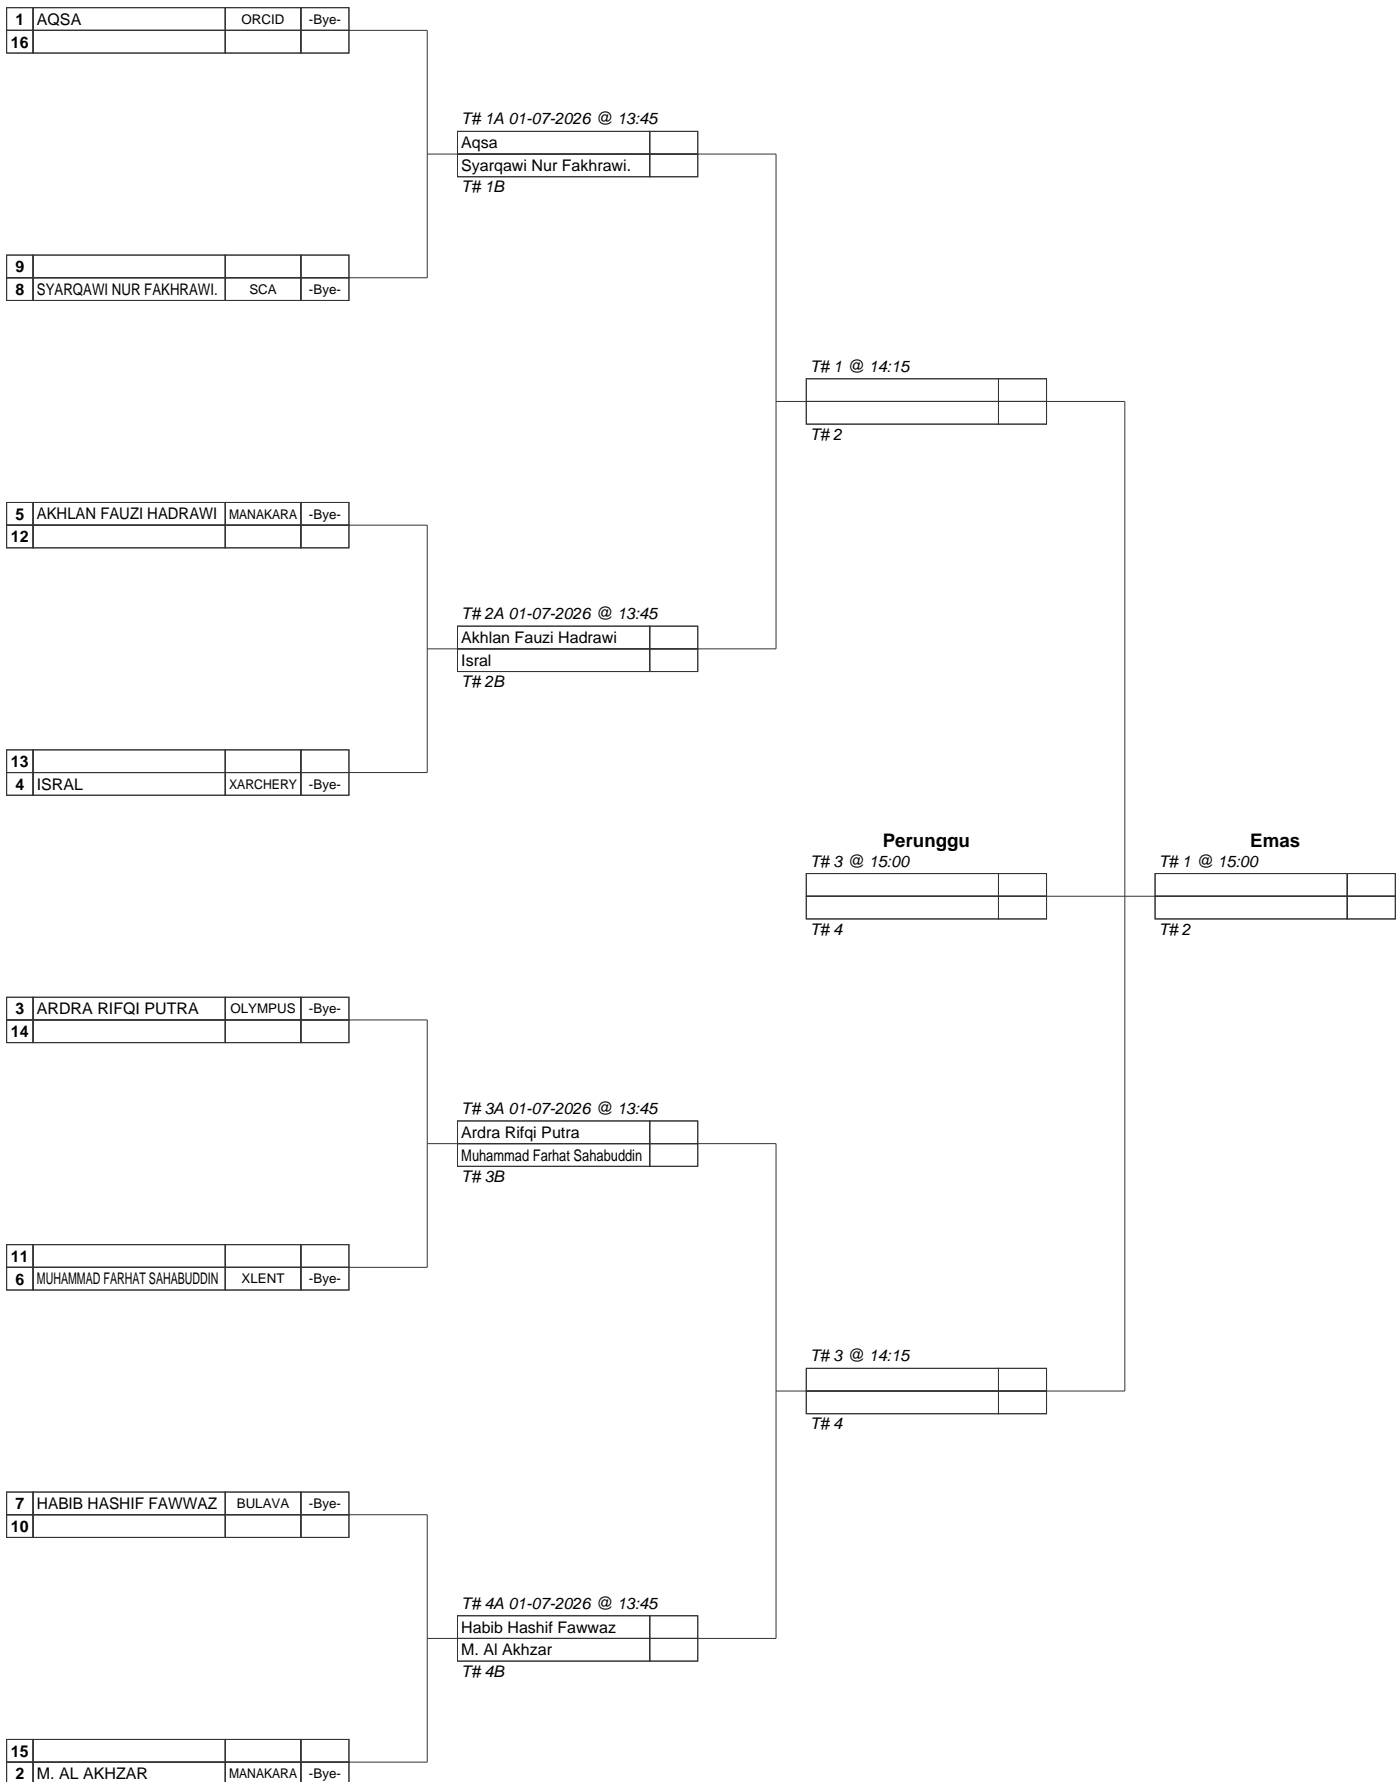 1 AQSA ORCID -Bye-
16
T# 1A 01-07-2026 @ 13:45
Aqsa
Syarqawi Nur Fakhrawi.
T# 1B
9
8 SYARQAWI NUR FAKHRAWI. SCA -Bye-
T# 1 @ 14:15
T# 2
5 AKHLAN FAUZI HADRAWI MANAKARA -Bye-
12
T# 2A 01-07-2026 @ 13:45
Akhlan Fauzi Hadrawi
Isral
T# 2B
13
4 ISRAL XARCHERY -Bye-
Perunggu Emas
T# 3 @ 15:00 T# 1 @ 15:00
T# 4 T# 2
3 ARDRA RIFQI PUTRA OLYMPUS -Bye-
14
T# 3A 01-07-2026 @ 13:45
Ardra Rifqi Putra
Muhammad Farhat Sahabuddin
T# 3B
11
6 MUHAMMAD FARHAT SAHABUDDIN XLENT -Bye-
T# 3 @ 14:15
T# 4
7 HABIB HASHIF FAWWAZ BULAVA -Bye-
10
T# 4A 01-07-2026 @ 13:45
Habib Hashif Fawwaz
M. Al Akhzar
T# 4B
15
2 M. AL AKHZAR MANAKARA -Bye-